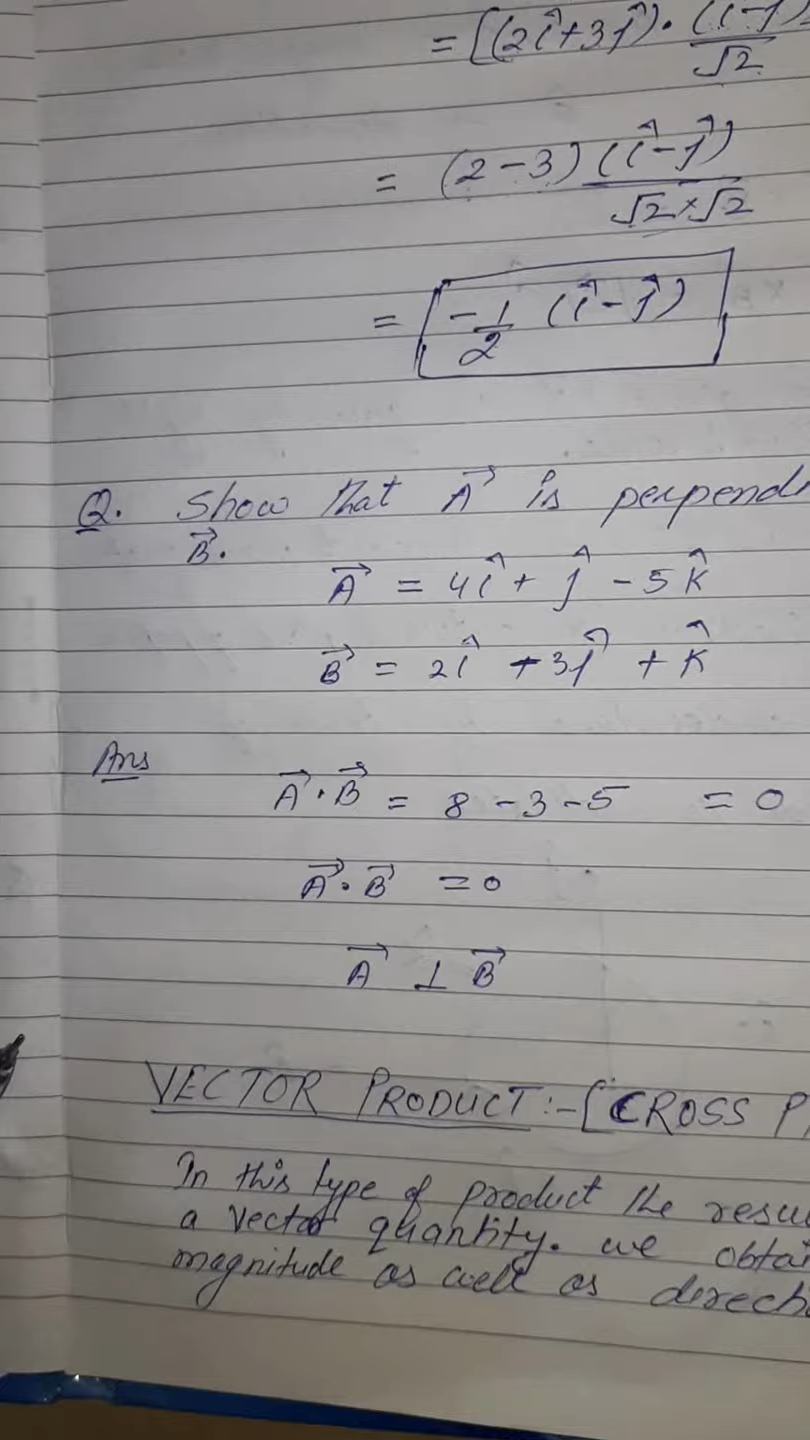 = [(2î+3ĵ)·(î-ĵ)/√2
= (2-3) (î-ĵ)/√2×√2
= -1/2 (î-ĵ)
Q. Show that A⃗ is perpend
B⃗.
A⃗ = 4î + ĵ - 5k̂
B⃗ = 2î +3ĵ + k̂
Ans
A⃗·B⃗ = 8-3-5 = 0
A⃗·B⃗ = 0
A⃗ ⊥ B⃗
VECTOR PRODUCT:-[CROSS P
In this type of product the resu
a vector quantity. we obtai
magnitude as well as direct